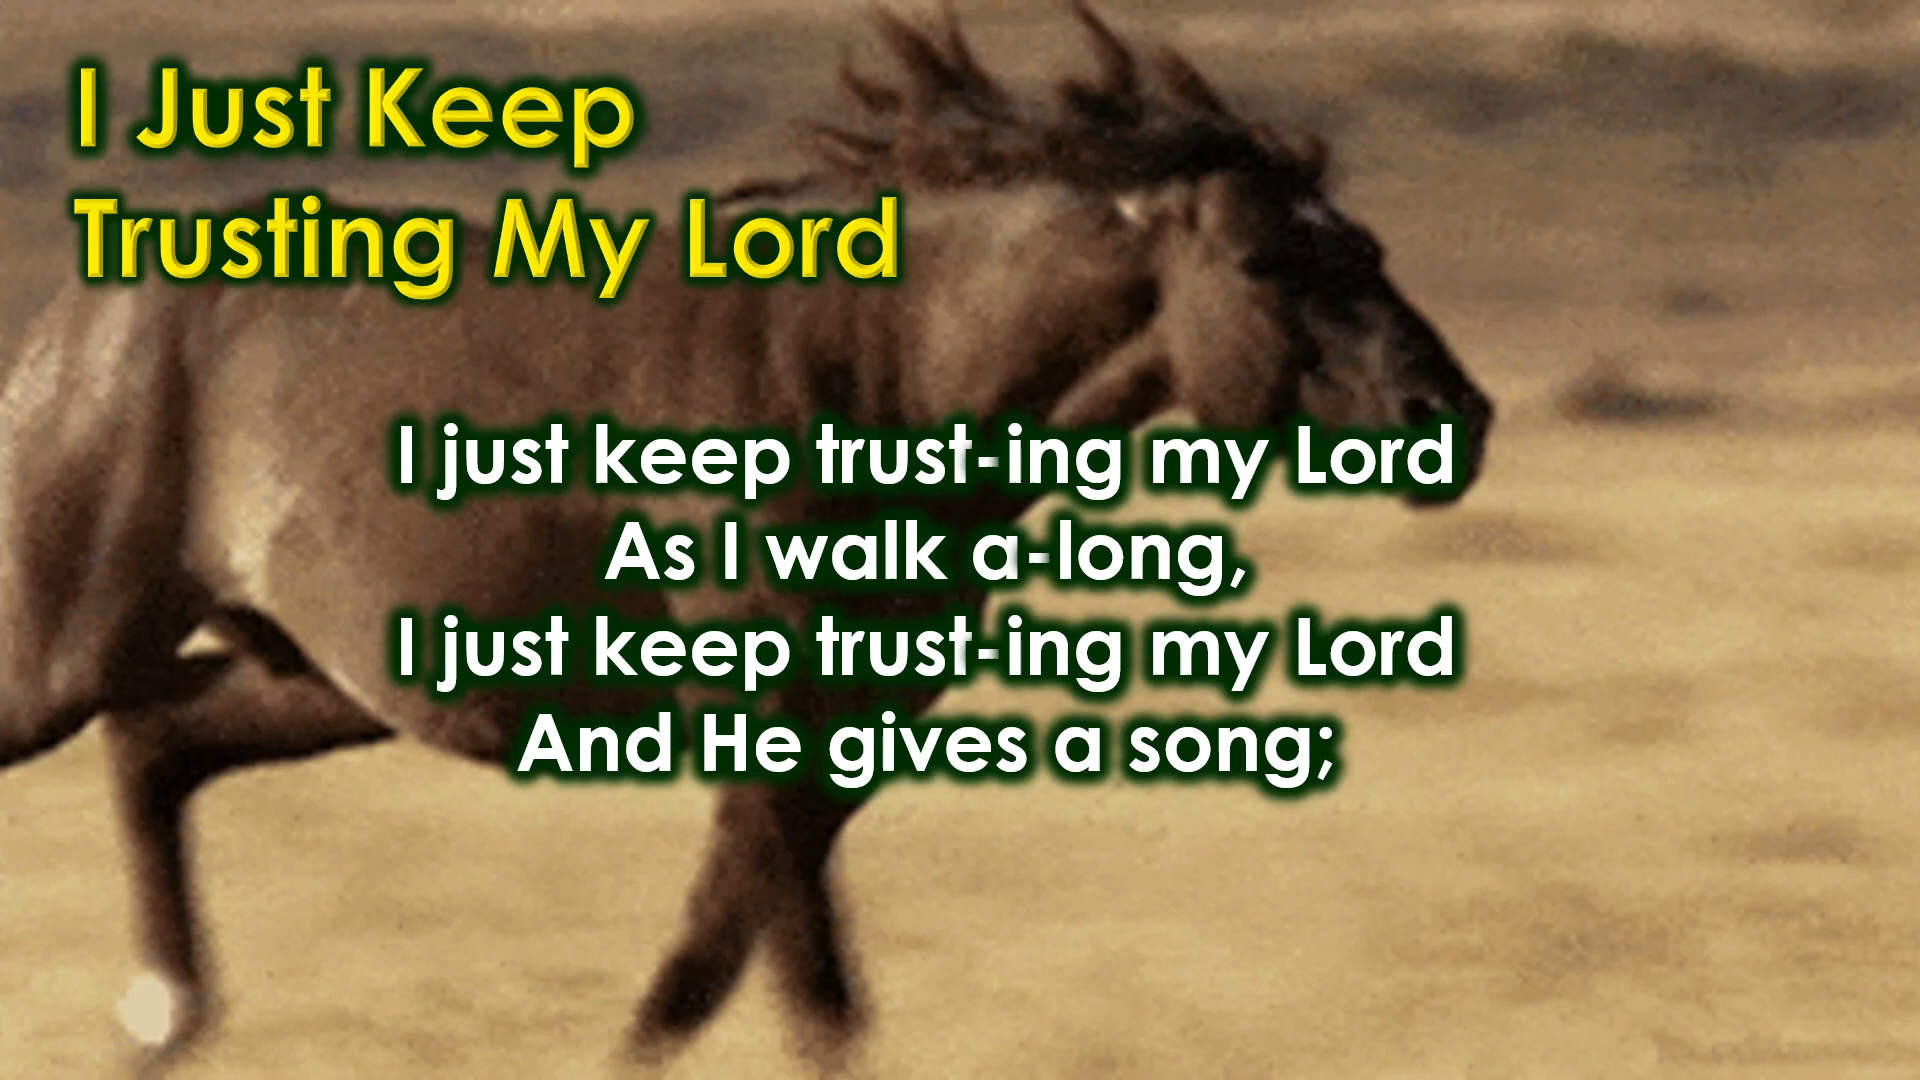 I Just Keep
Trusting My Lord
I just keep trust-ing my Lord
As I walk a-long,
I just keep trust-ing my Lord
And He gives a song;